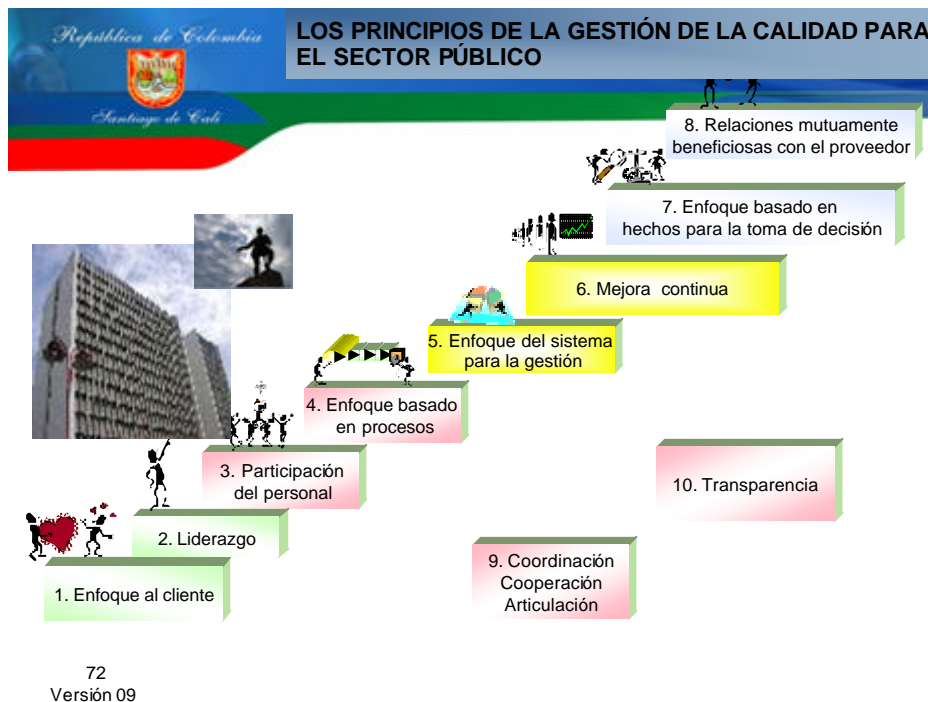 República de Colombia
Santiago de Cali
LOS PRINCIPIOS DE LA GESTIÓN DE LA CALIDAD PARA
EL SECTOR PÚBLICO
8. Relaciones mutuamente
beneficiosas con el proveedor
7. Enfoque basado en
hechos para la toma de decisión
6. Mejora continua
5. Enfoque del sistema
para la gestión
4. Enfoque basado
en procesos
3. Participación
del personal
2. Liderazgo
1. Enfoque al cliente
10. Transparencia
9. Coordinación
Cooperación
Articulación
72
Versión 09